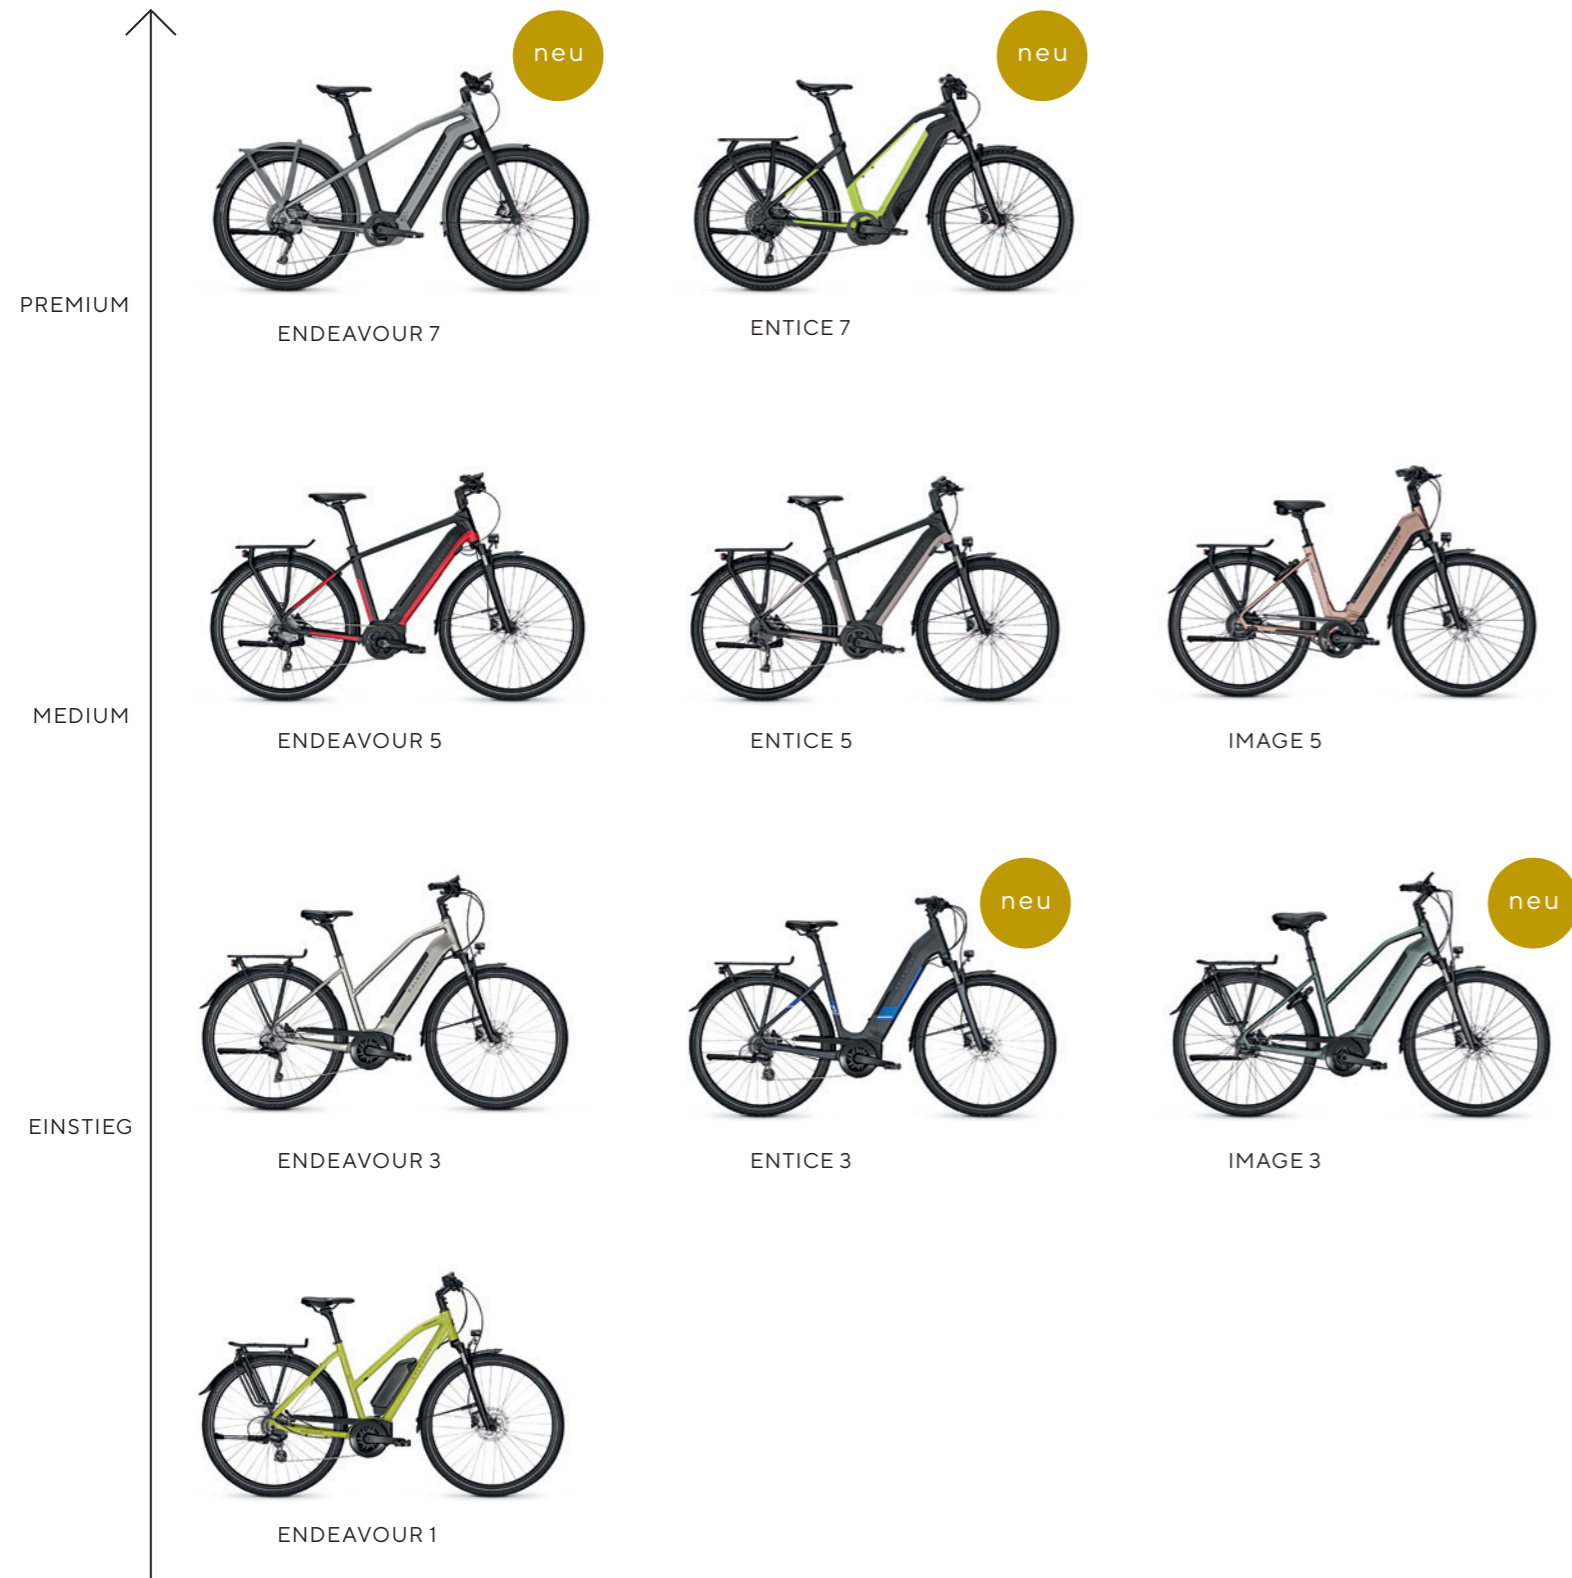 neu
neu
PREMIUM
ENDEAVOUR 7
ENTICE 7
MEDIUM
ENDEAVOUR 5
ENTICE 5
IMAGE 5
neu
neu
EINSTIEG
ENDEAVOUR 3
ENTICE 3
IMAGE 3
ENDEAVOUR 1